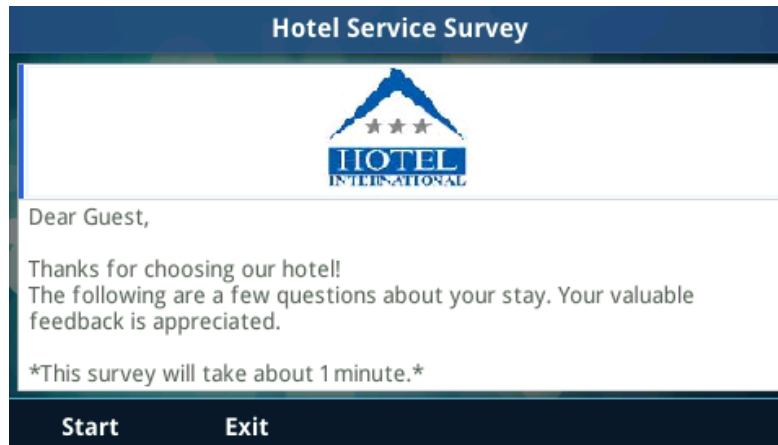 Hotel Service Survey
HOTEL
INTERNATIONAL
Dear Guest,
Thanks for choosing our hotel!
The following are a few questions about your stay. Your valuable
feedback is appreciated.
*This survey will take about 1 minute.*
Start Exit